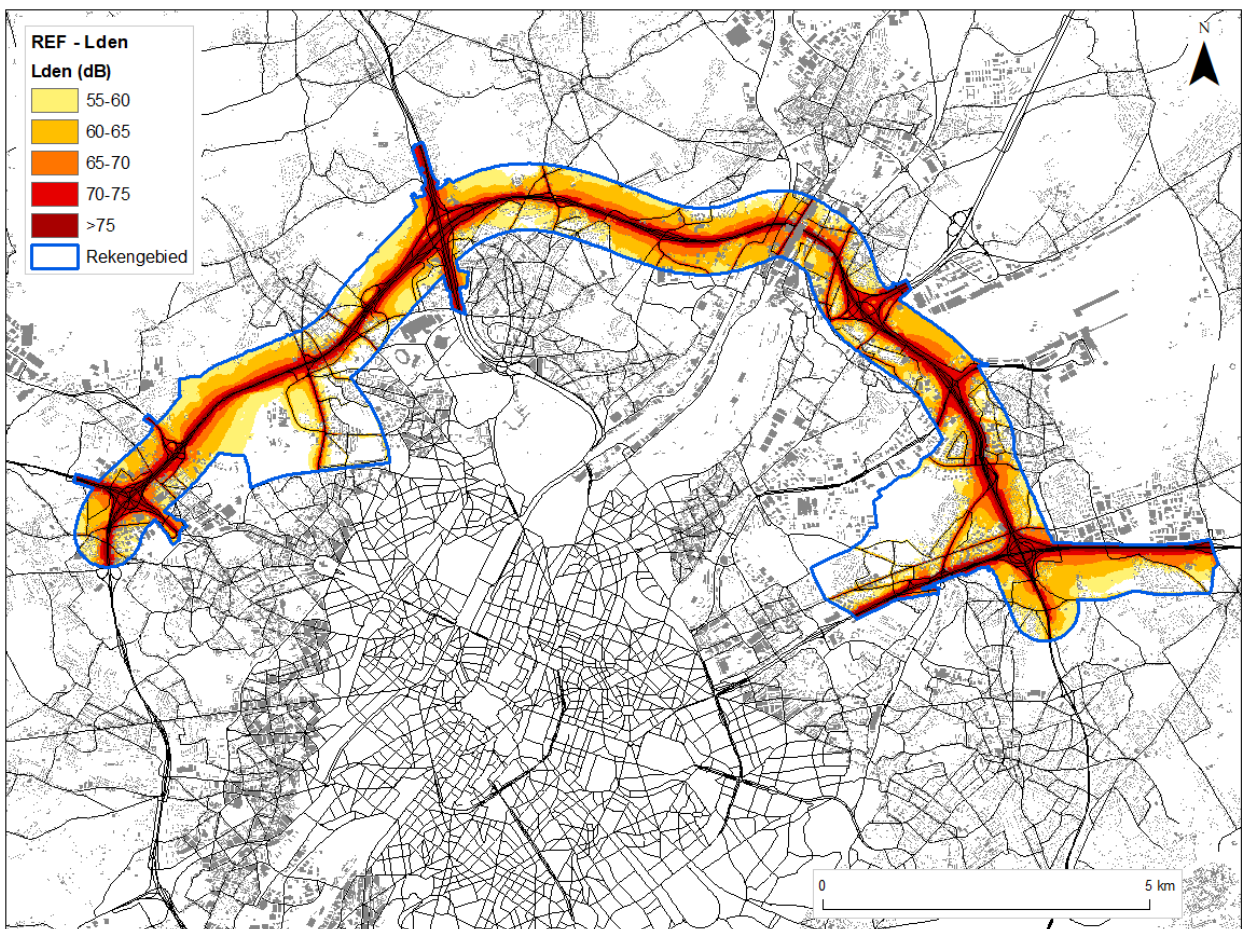 REF - Lden
Lden (dB)
55-60
60-65
65-70
70-75
>75
Rekengebied
N
0 5 km